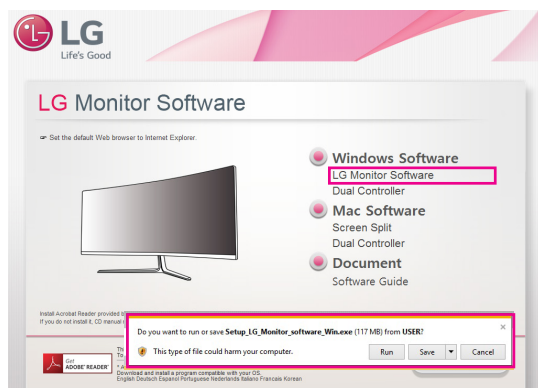 LG
Life's Good
LG Monitor Software
☞ Set the default Web browser to Internet Explorer.
Windows Software
LG Monitor Software
Dual Controller
Mac Software
Screen Split
Dual Controller
Document
Software Guide
Install Acrobat Reader provided
If you do not install it, CD manual
Do you want to run or save Setup_LG_Monitor_software_Win.exe (117 MB) from USER?
×
This type of file could harm your computer.
Run
Save
Cancel
Get
ADOBE® READER®
Download and install a program compatible with your OS.
English Deutsch Espanol Portuguese Nederlands Italiano Francais Korean